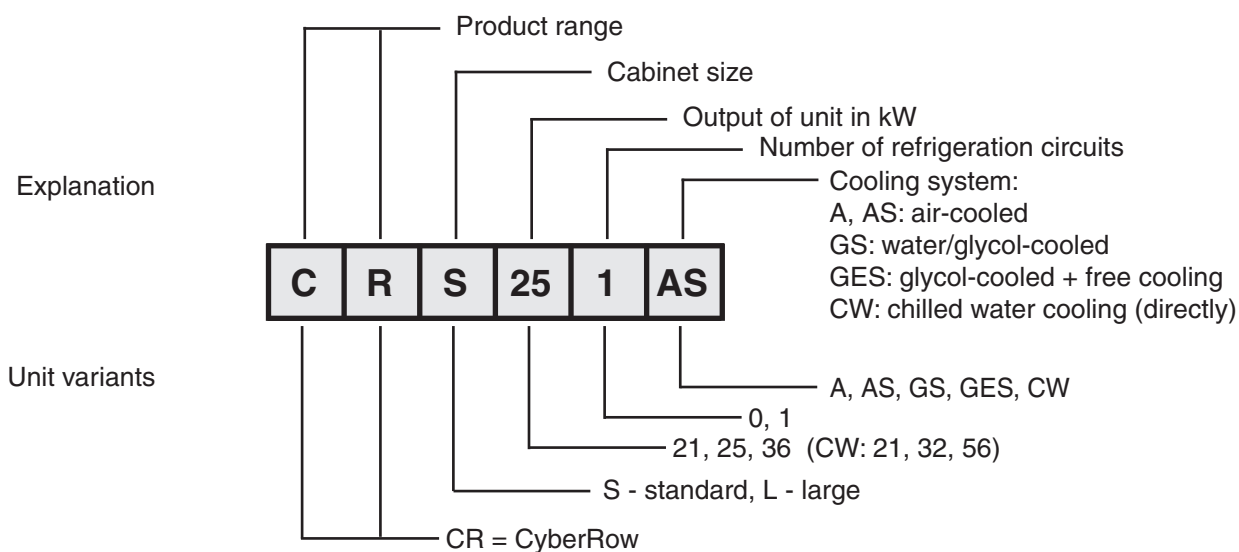 Product range
Cabinet size
Output of unit in kW
Number of refrigeration circuits
Explanation
Cooling system:
A, AS: air-cooled
GS: water/glycol-cooled
GES: glycol-cooled + free cooling
CW: chilled water cooling (directly)
C R S 25 1 AS
Unit variants
A, AS, GS, GES, CW
0, 1
21, 25, 36 (CW: 21, 32, 56)
S - standard, L - large
CR = CyberRow